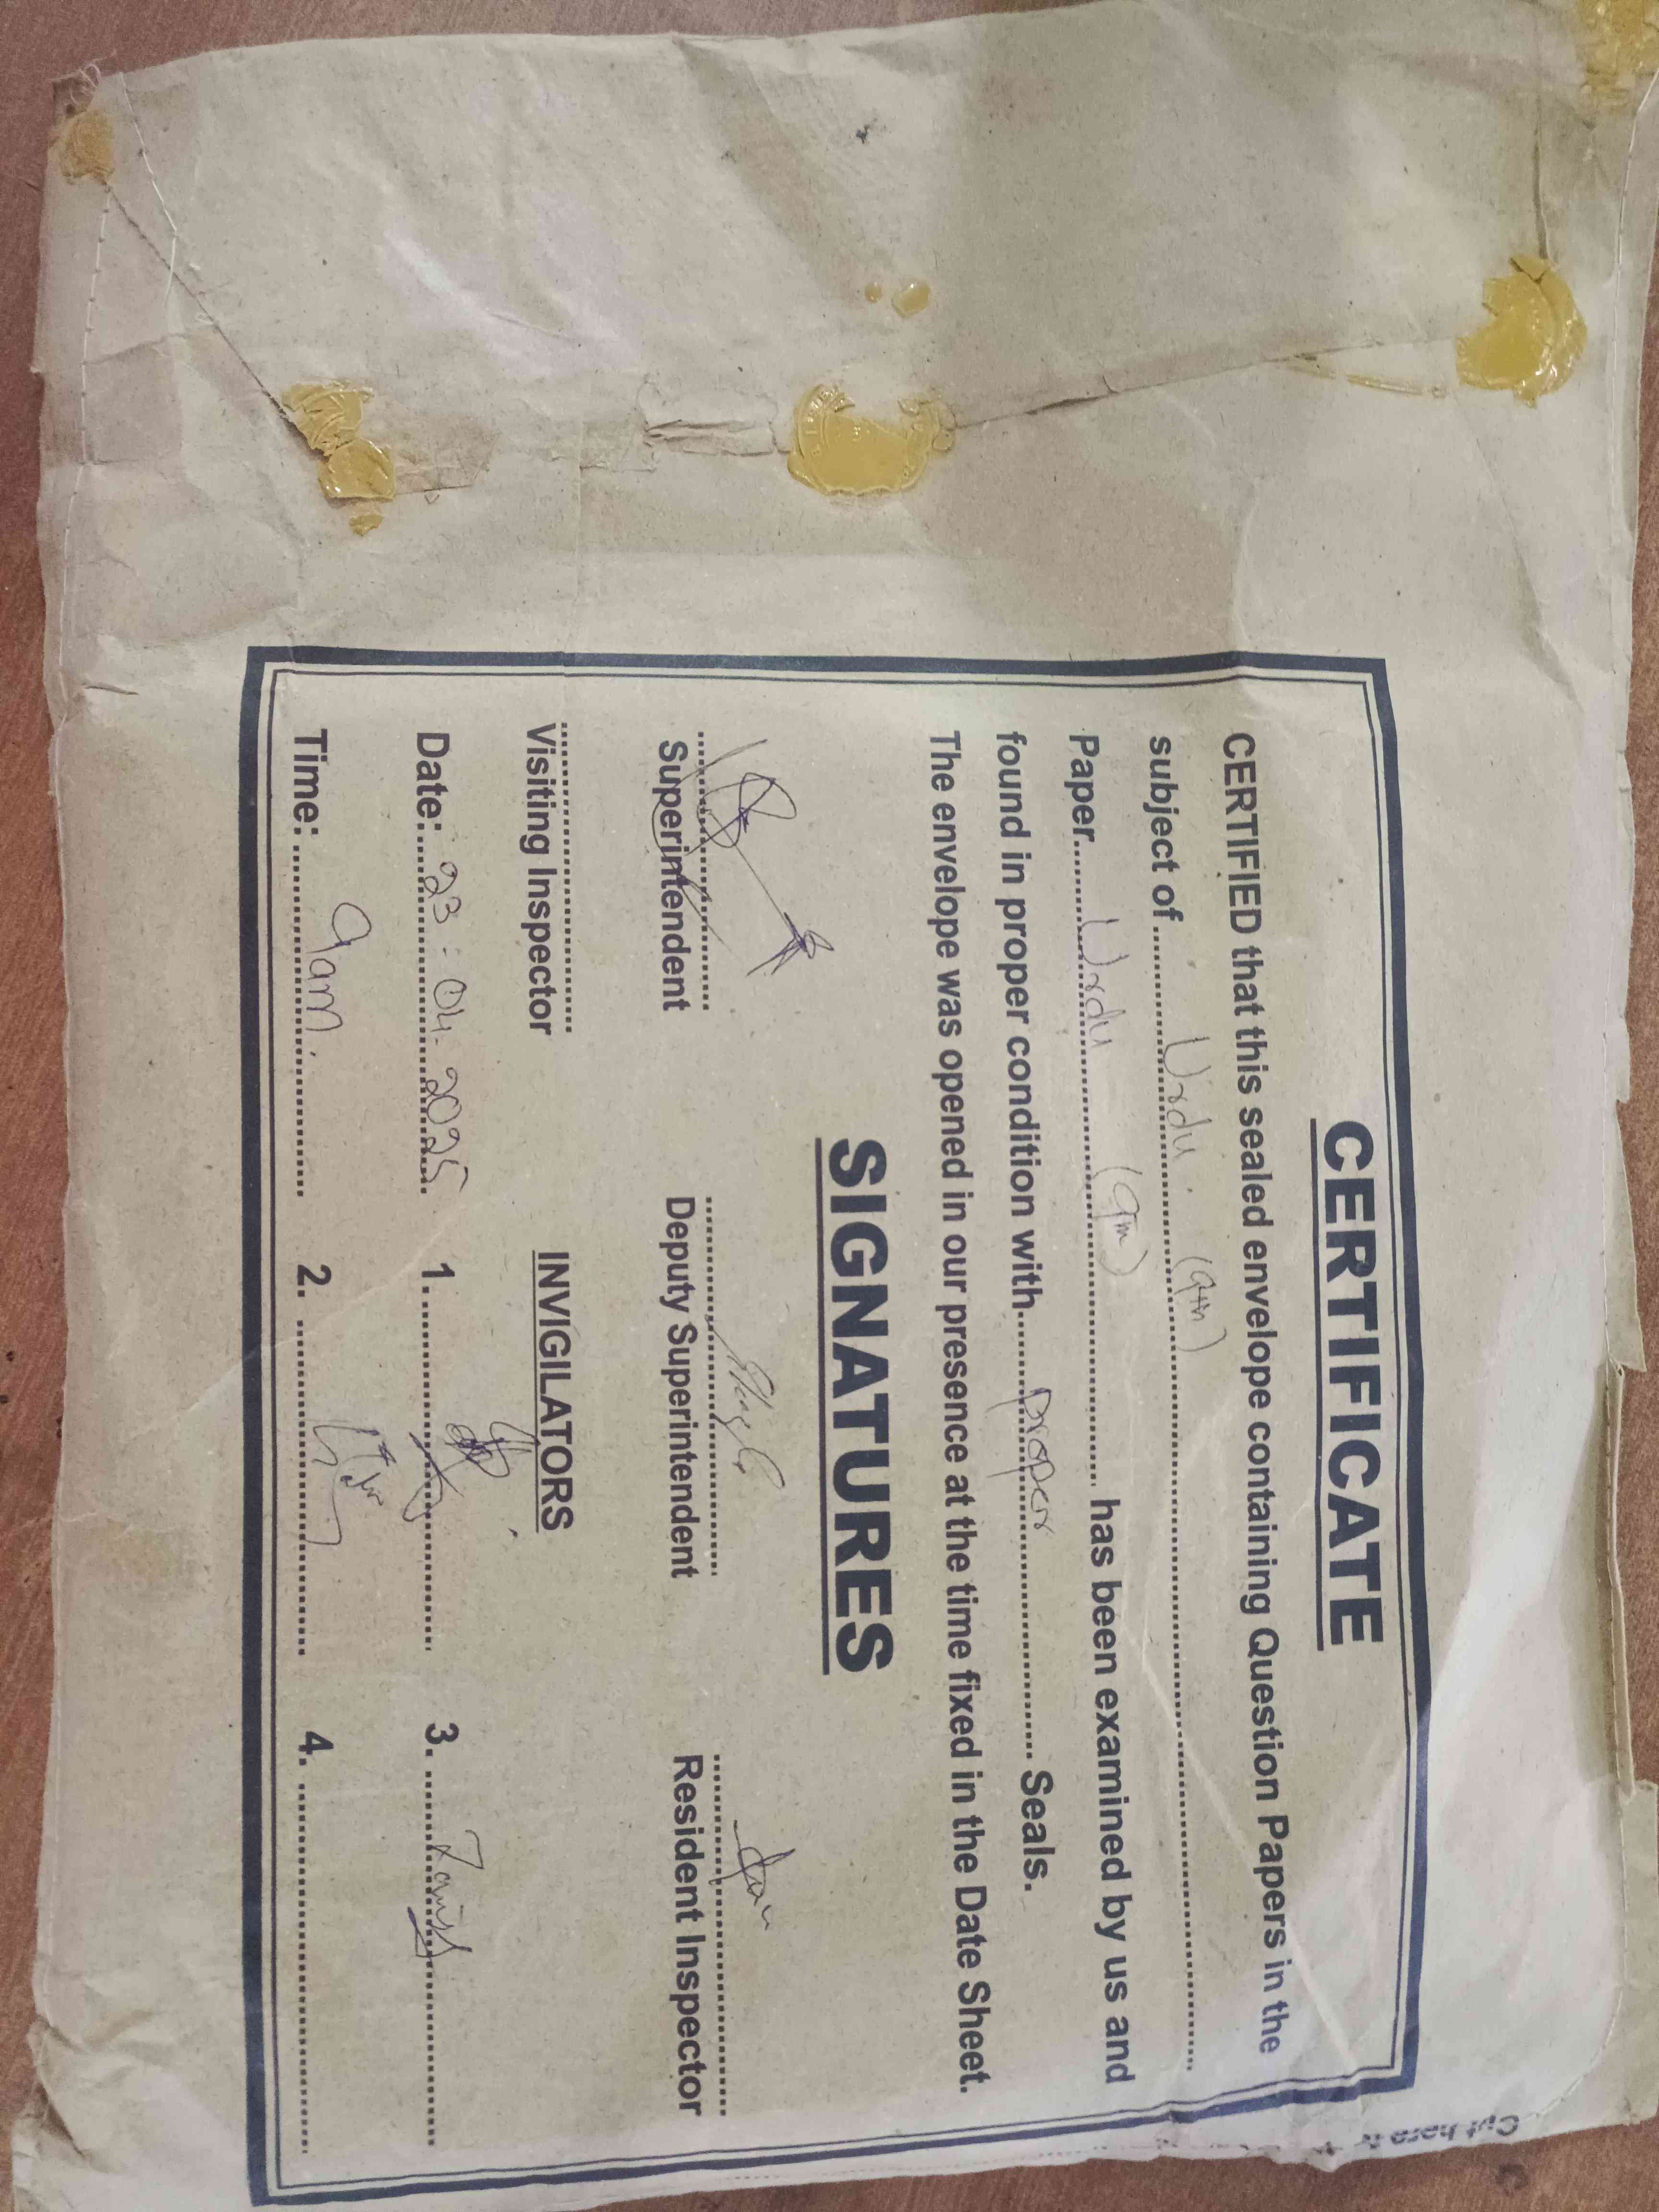 CERTIFICATE
CERTIFIED that this sealed envelope containing Question Papers in the
subject of ............ Urdu. (9th) ............
Paper ............ Urdu (9th) ............ has been examined by us and
found in proper condition with ............ proper ............ Seals.
The envelope was opened in our presence at the time fixed in the Date Sheet.
SIGNATURES
Superintendent Deputy Superintendent Resident Inspector
Visiting Inspector
INVIGILATORS
Date: 23-04-2025 1. ............ 3. ............
Time: 9am. 2. ............ 4. ............
Cut here